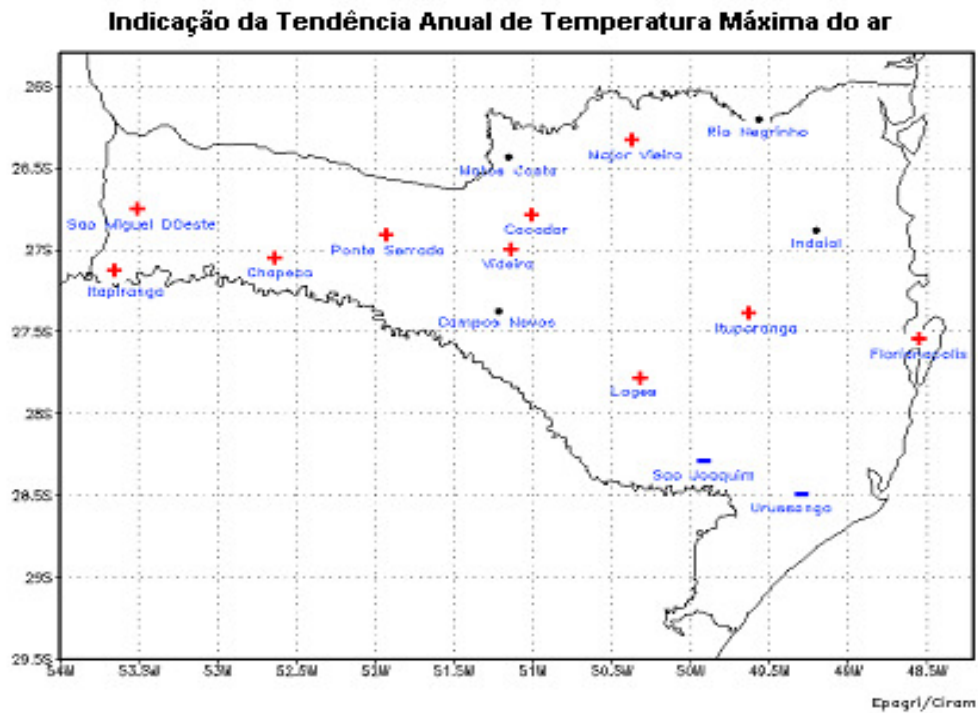 Indicação da Tendência Anual de Temperatura Máxima do ar
26S
Rio Negrinho
Major Vieira
26.5S
Matos Costa
Sao Miguel DOeste
Cacador
27S
Ponte Serrada
Videira
Indaial
Chapeco
Itapiranga
Campos Novos
Ituporanga
27.5S
Florianopolis
Lages
28S
Sao Joaquim
28.5S
Urussanga
29S
29.5S
54W 53.5W 53W 52.5W 52W 51.5W 51W 50.5W 50W 49.5W 49W 48.5W
Epagri/Ciram